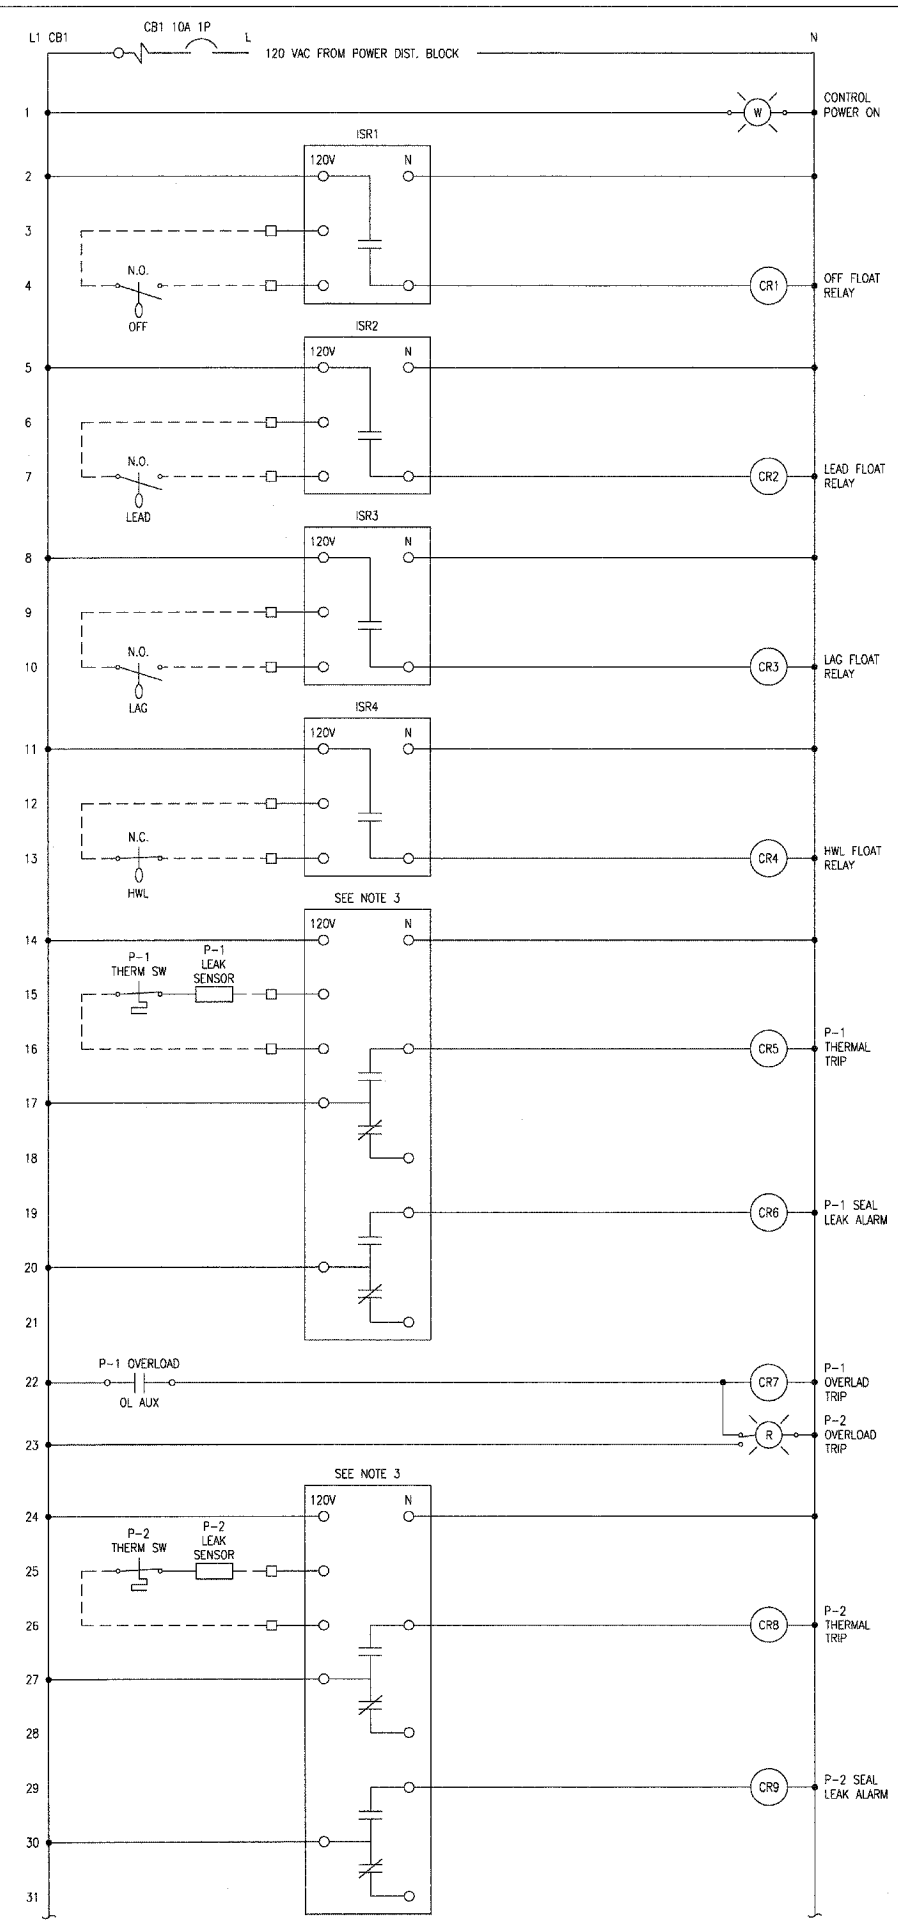 CB1 10A 1P
L1 CB1
L
120 VAC FROM POWER DIST. BLOCK
N
1
W
CONTROL
POWER ON
ISR1
120V
N
2
3
4
N.O.
OFF
CR1
OFF FLOAT
RELAY
ISR2
120V
N
5
6
7
N.O.
LEAD
CR2
LEAD FLOAT
RELAY
ISR3
120V
N
8
9
10
N.O.
LAG
CR3
LAG FLOAT
RELAY
ISR4
120V
N
11
12
13
N.C.
HWL
CR4
HWL FLOAT
RELAY
SEE NOTE 3
120V
N
14
P-1
THERM SW
P-1
LEAK
SENSOR
15
16
CR5
P-1
THERMAL
TRIP
17
18
19
CR6
P-1 SEAL
LEAK ALARM
20
21
P-1 OVERLOAD
22
OL AUX
CR7
P-1
OVERLAD
TRIP
23
R
P-2
OVERLOAD
TRIP
SEE NOTE 3
120V
N
24
P-2
THERM SW
P-2
LEAK
SENSOR
25
26
CR8
P-2
THERMAL
TRIP
27
28
29
CR9
P-2 SEAL
LEAK ALARM
30
31